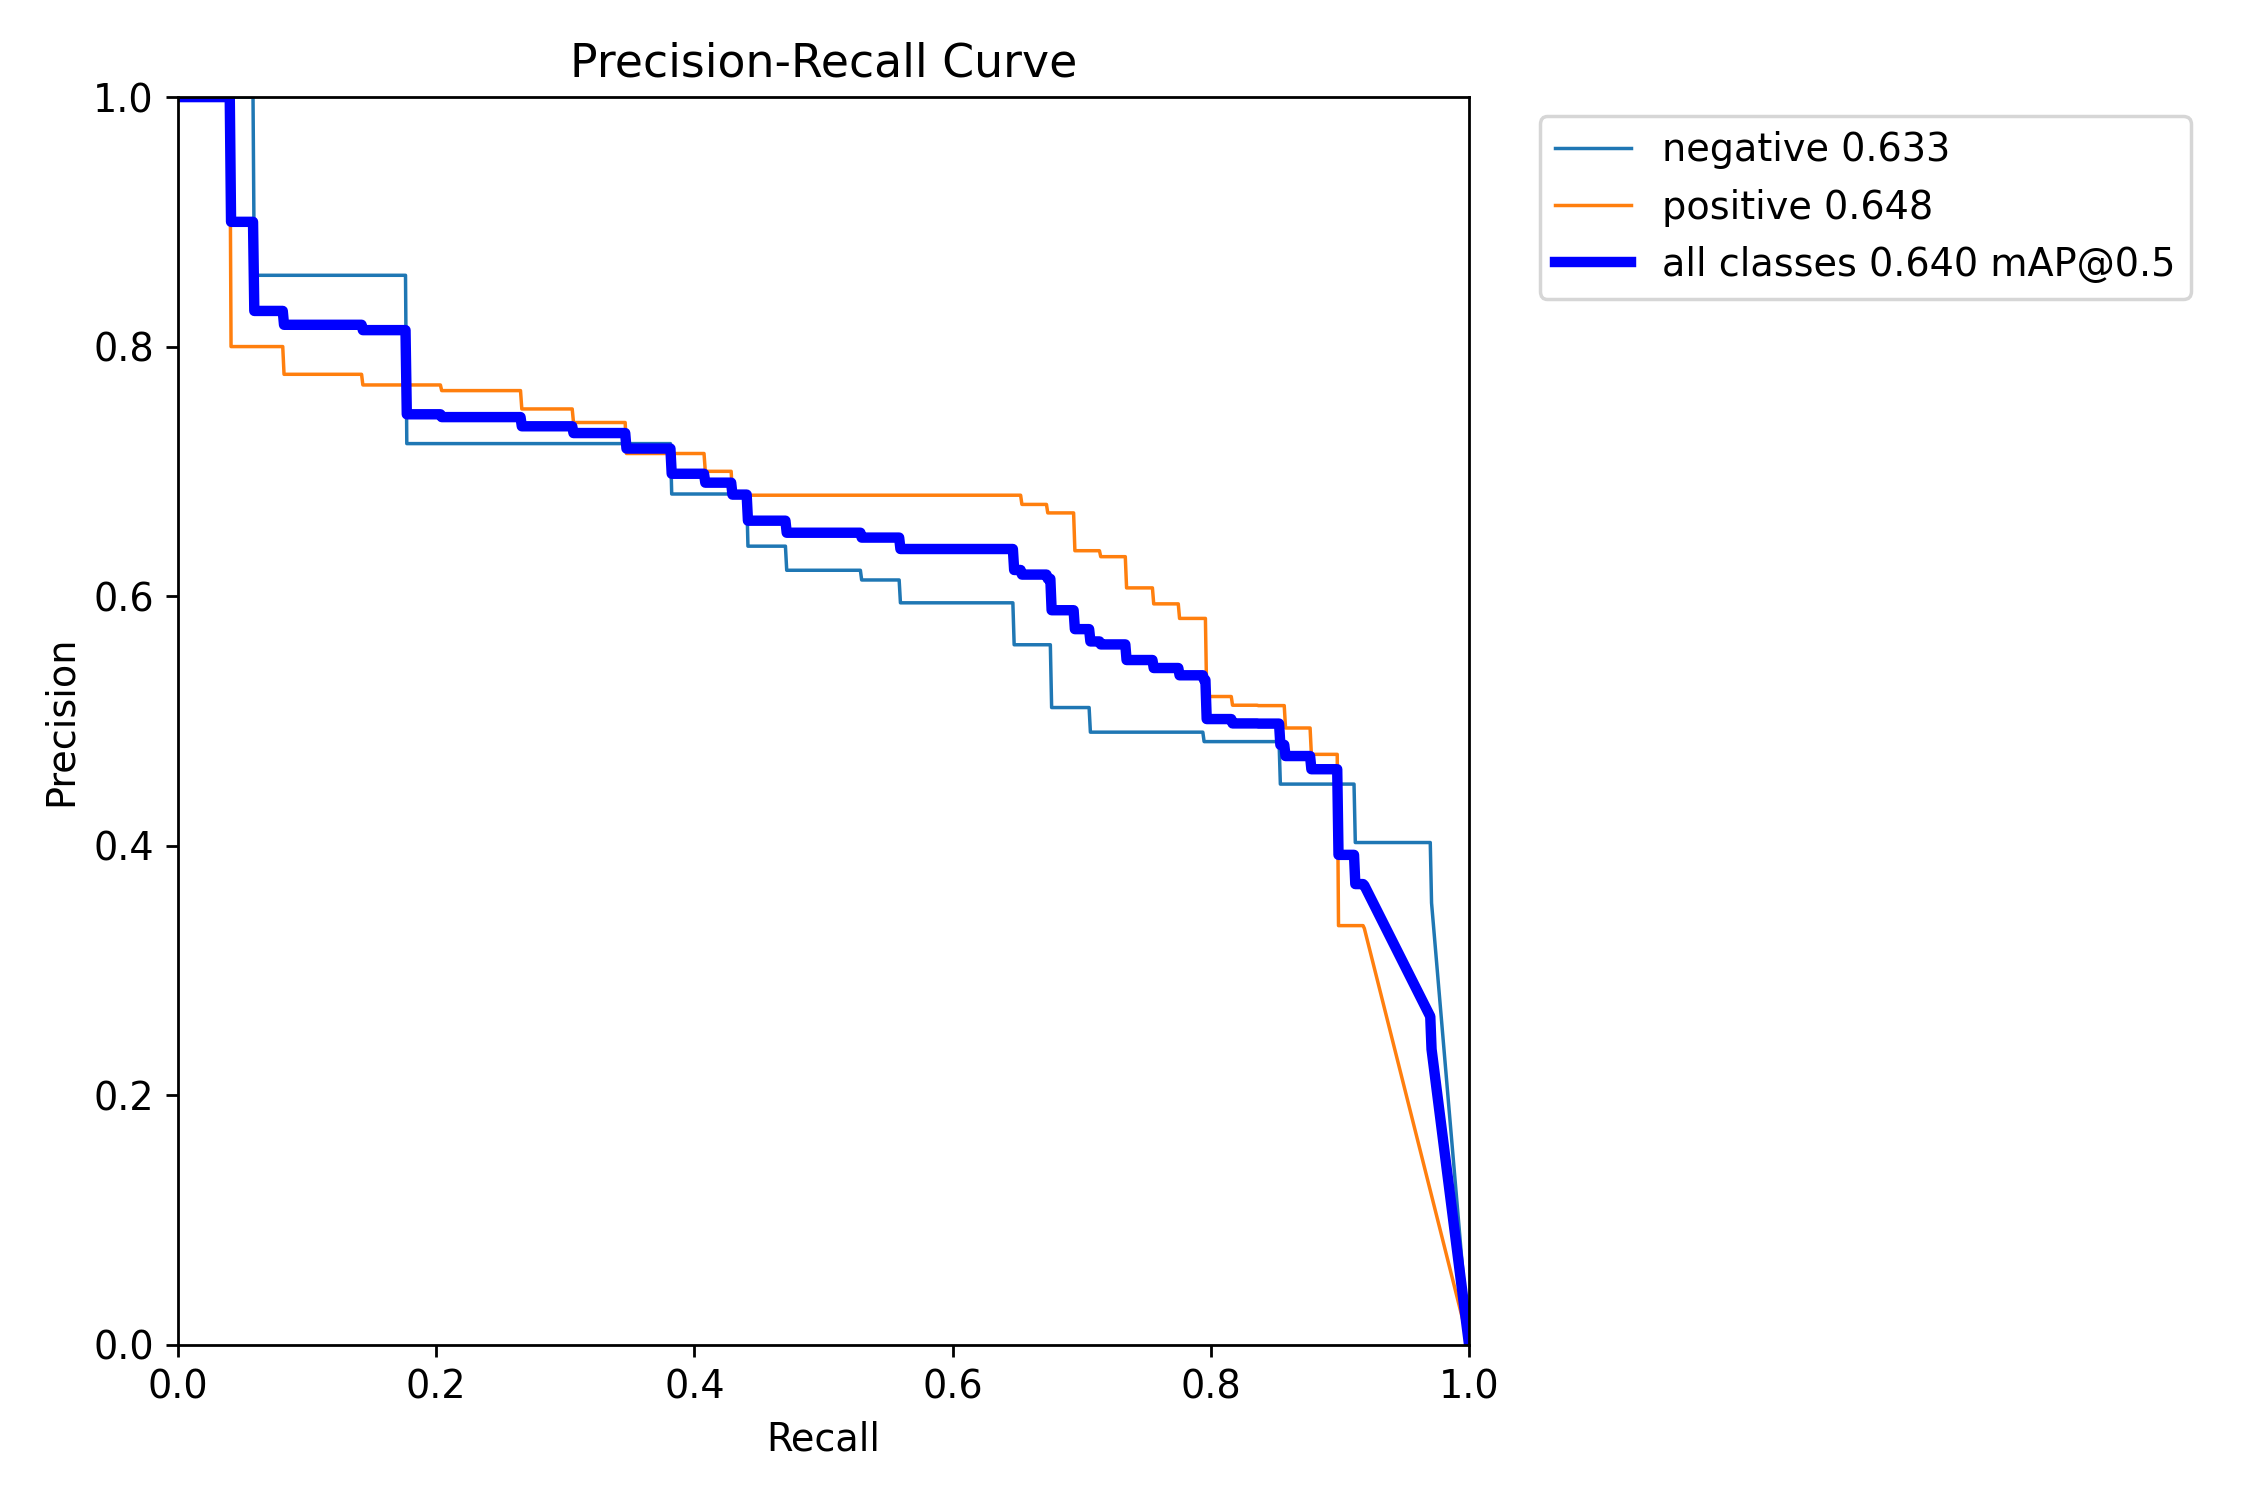 Precision-Recall Curve
1.0
0.8
0.6
0.4
0.2
0.0
Precision
0.0 0.2 0.4 0.6 0.8 1.0
Recall
negative 0.633
positive 0.648
all classes 0.640 mAP@0.5